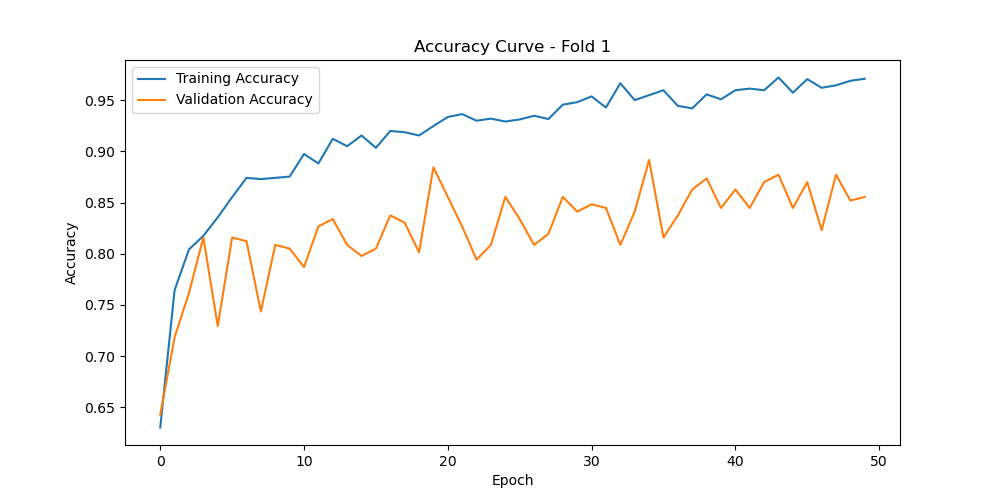 Accuracy Curve - Fold 1
Training Accuracy
Validation Accuracy
Accuracy
0.95
0.90
0.85
0.80
0.75
0.70
0.65
0 10 20 30 40 50
Epoch